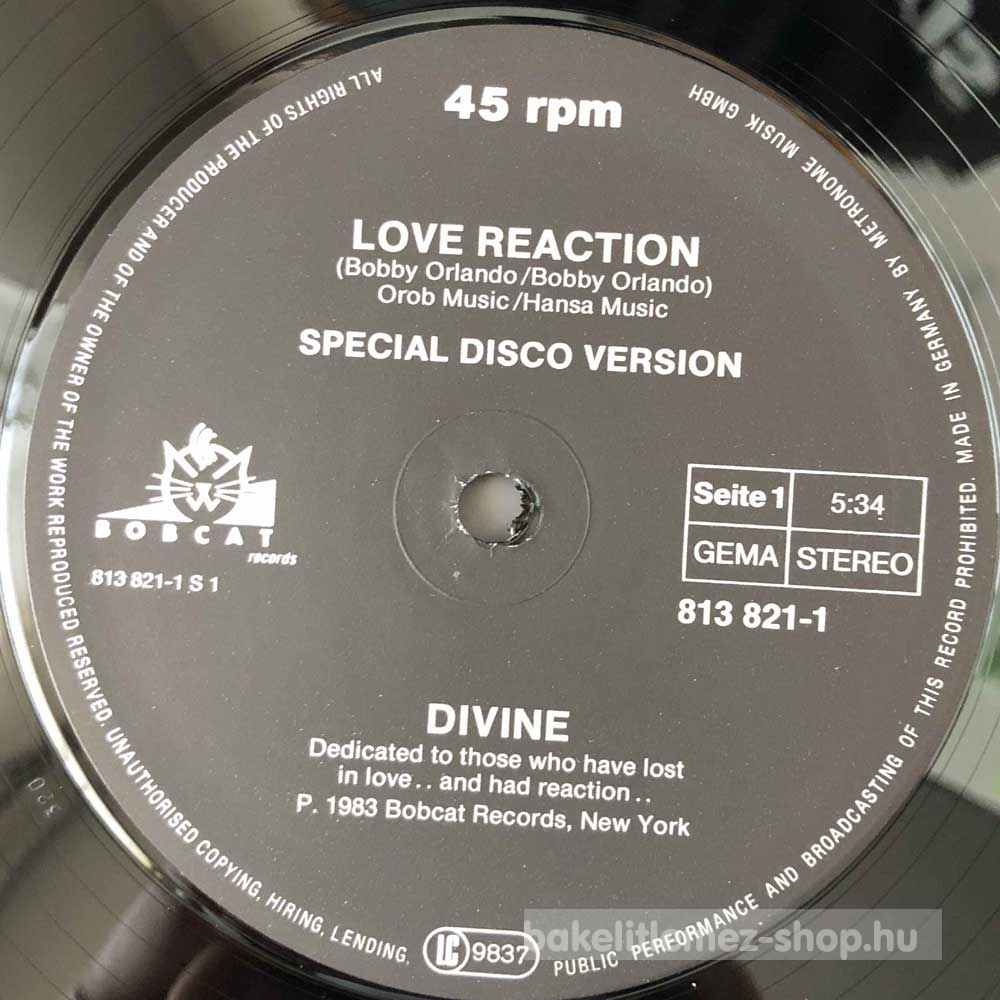 45 rpm
LOVE REACTION
(Bobby Orlando/Bobby Orlando)
Orob Music/Hansa Music
SPECIAL DISCO VERSION
BOBCAT
records
813 821-1 S 1
Seite 1
5:34
GEMA
STEREO
813 821-1
DIVINE
Dedicated to those who have lost
in love.. and had reaction..
P. 1983 Bobcat Records, New York
ALL RIGHTS OF THE PRODUCER AND OF THE OWNER OF THE WORK REPRODUCED RESERVED. UNAUTHORISED COPYING, HIRING, LENDING, PUBLIC PERFORMANCE AND BROADCASTING OF THIS RECORD PROHIBITED. MADE IN GERMANY BY METRONOME MUSIK GMBH
LC 9837
320
bakelitlemez-shop.hu